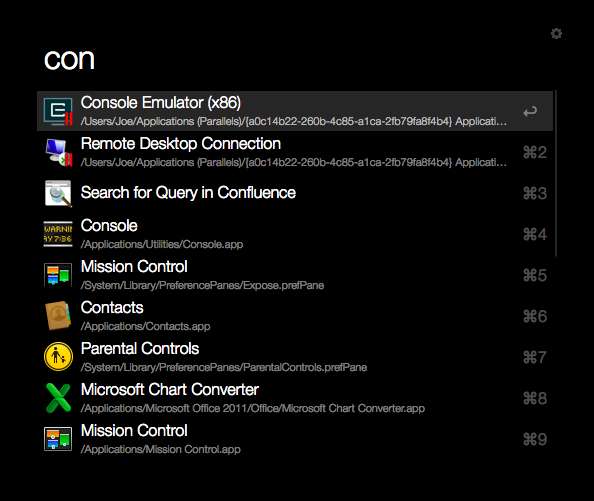 con
Console Emulator (x86)
/Users/Joe/Applications (Parallels)/{a0c14b22-260b-4c85-a1ca-2fb79fa8f4b4} Applicati… ↩
Remote Desktop Connection
/Users/Joe/Applications (Parallels)/{a0c14b22-260b-4c85-a1ca-2fb79fa8f4b4} Applicati… ⌘2
Search for Query in Confluence ⌘3
Console
/Applications/Utilities/Console.app ⌘4
Mission Control
/System/Library/PreferencePanes/Expose.prefPane ⌘5
Contacts
/Applications/Contacts.app ⌘6
Parental Controls
/System/Library/PreferencePanes/ParentalControls.prefPane ⌘7
Microsoft Chart Converter
/Applications/Microsoft Office 2011/Office/Microsoft Chart Converter.app ⌘8
Mission Control
/Applications/Mission Control.app ⌘9